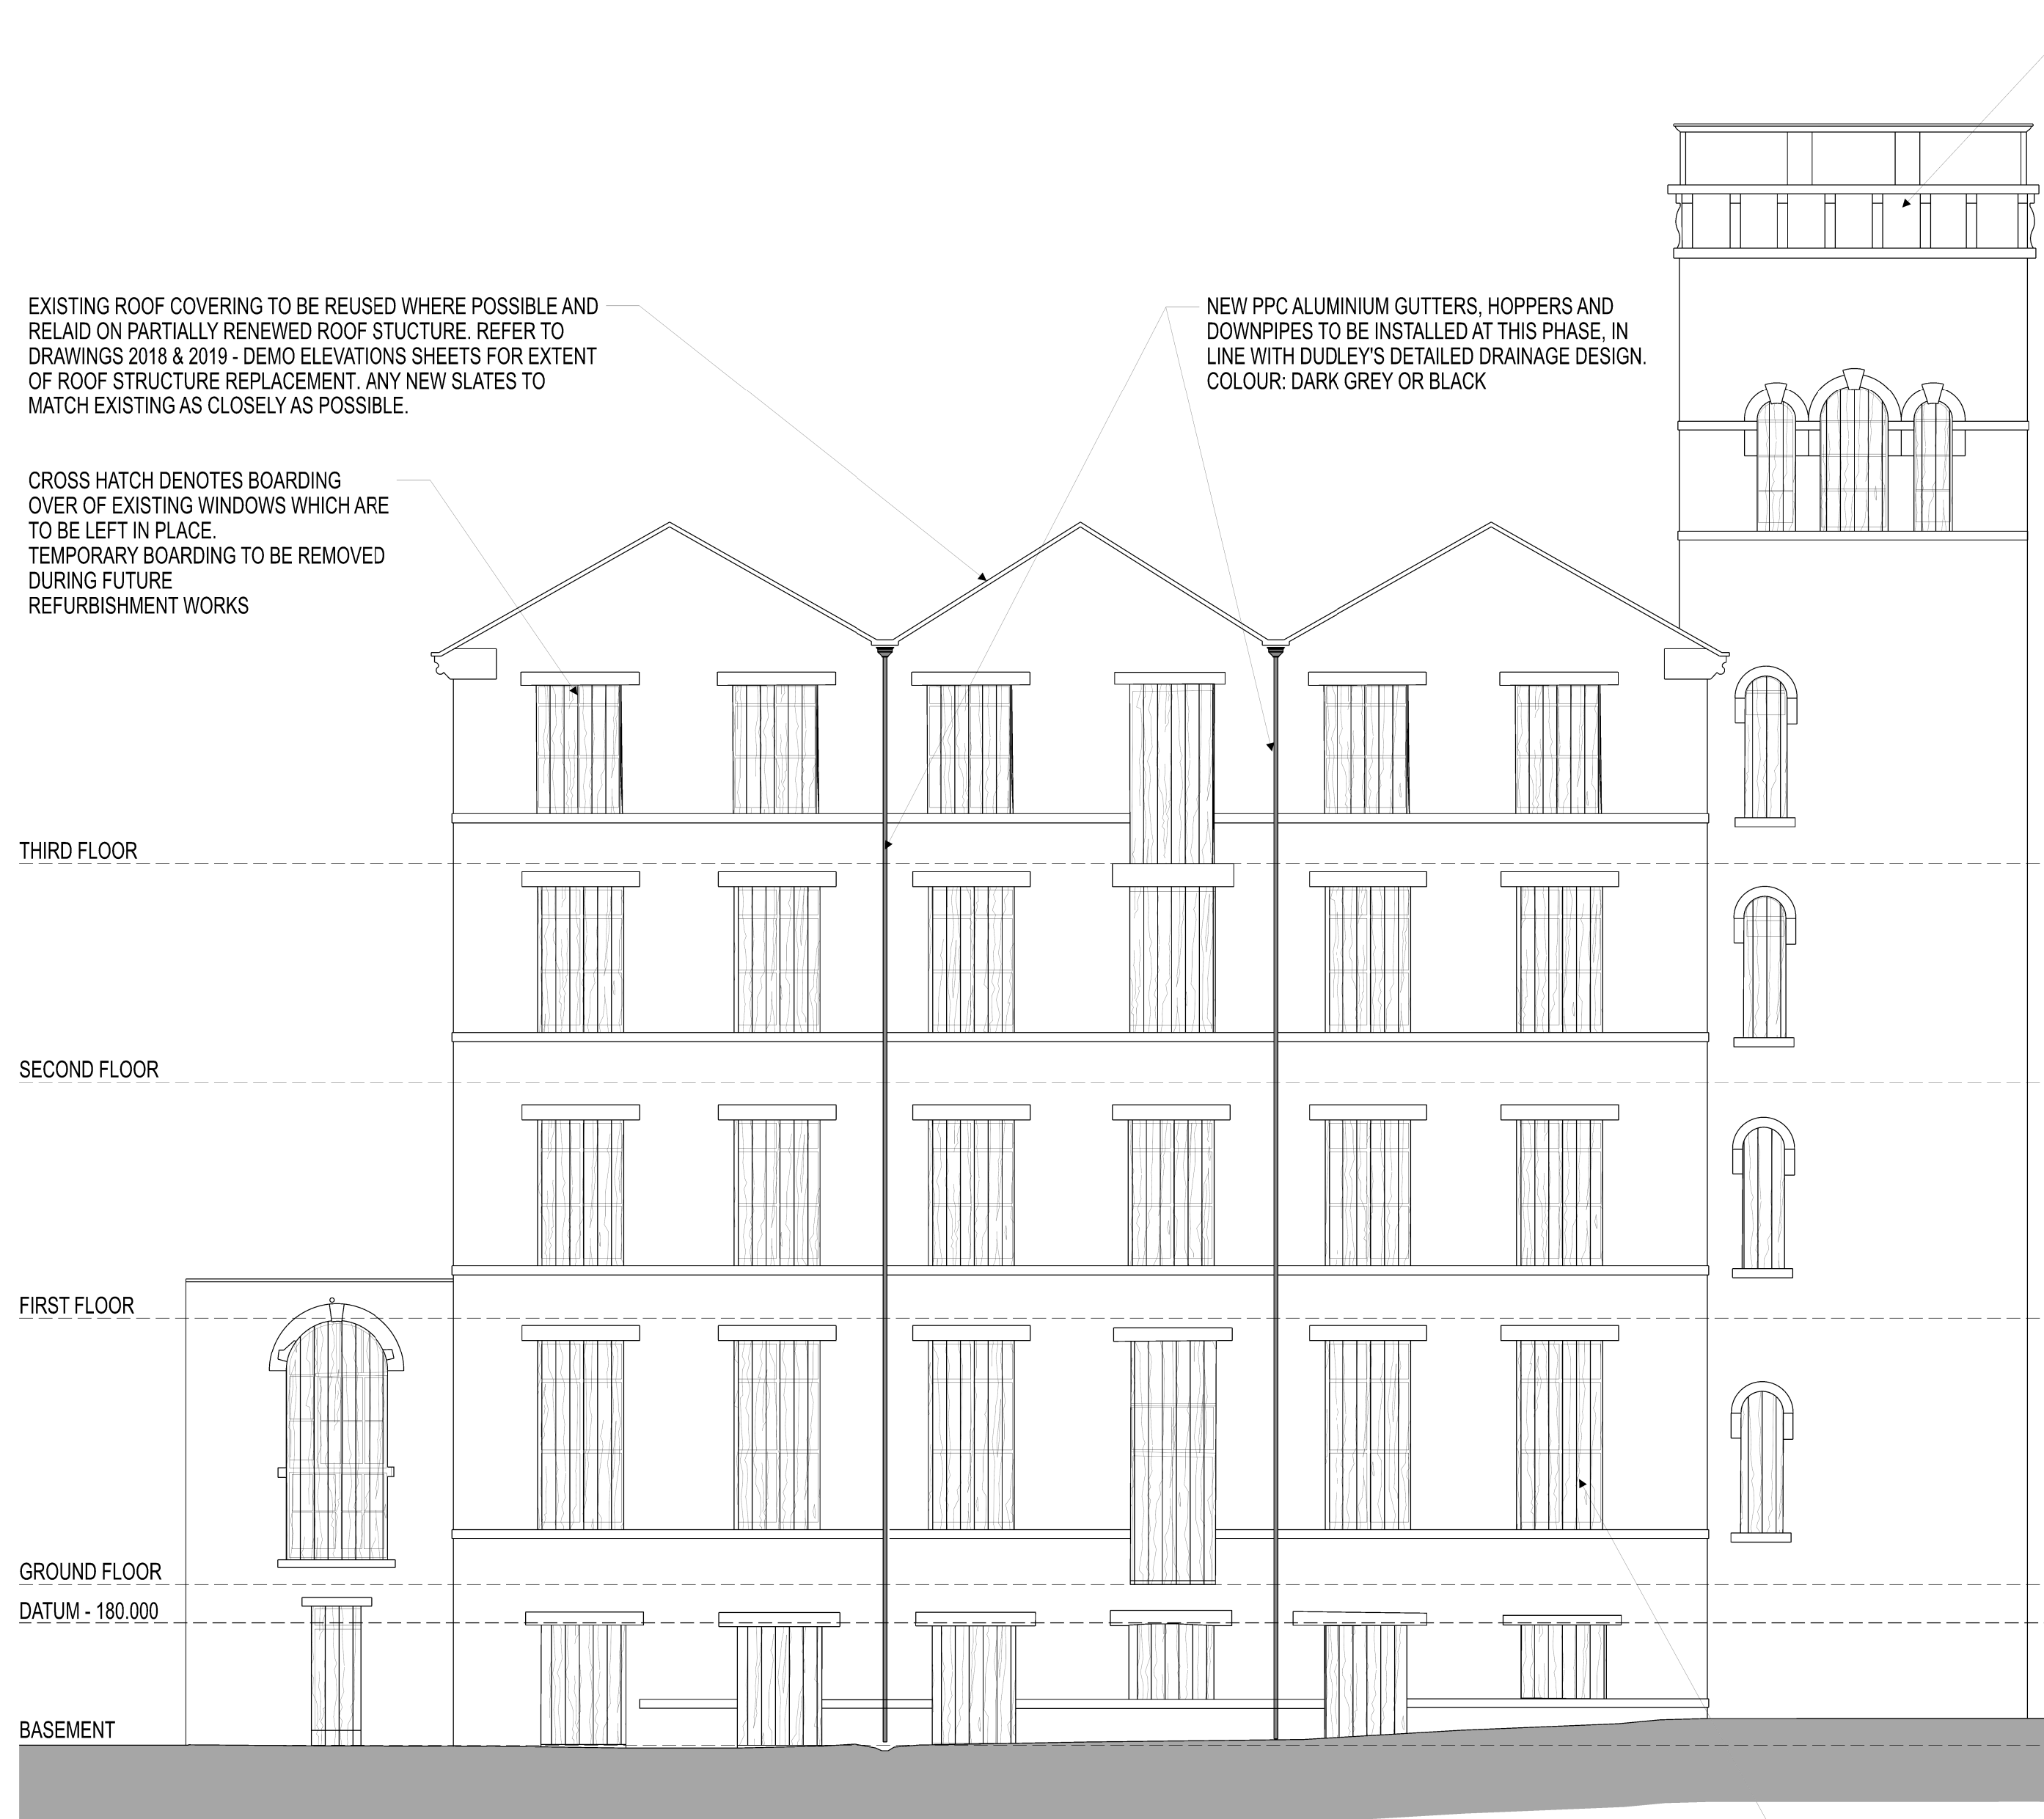 EXISTING ROOF COVERING TO BE REUSED WHERE POSSIBLE AND
RELAID ON PARTIALLY RENEWED ROOF STUCTURE. REFER TO
DRAWINGS 2018 & 2019 - DEMO ELEVATIONS SHEETS FOR EXTENT
OF ROOF STRUCTURE REPLACEMENT. ANY NEW SLATES TO
MATCH EXISTING AS CLOSELY AS POSSIBLE.
NEW PPC ALUMINIUM GUTTERS, HOPPERS AND
DOWNPIPES TO BE INSTALLED AT THIS PHASE, IN
LINE WITH DUDLEY'S DETAILED DRAINAGE DESIGN.
COLOUR: DARK GREY OR BLACK
CROSS HATCH DENOTES BOARDING
OVER OF EXISTING WINDOWS WHICH ARE
TO BE LEFT IN PLACE.
TEMPORARY BOARDING TO BE REMOVED
DURING FUTURE
REFURBISHMENT WORKS
THIRD FLOOR
SECOND FLOOR
FIRST FLOOR
GROUND FLOOR
DATUM - 180.000
BASEMENT